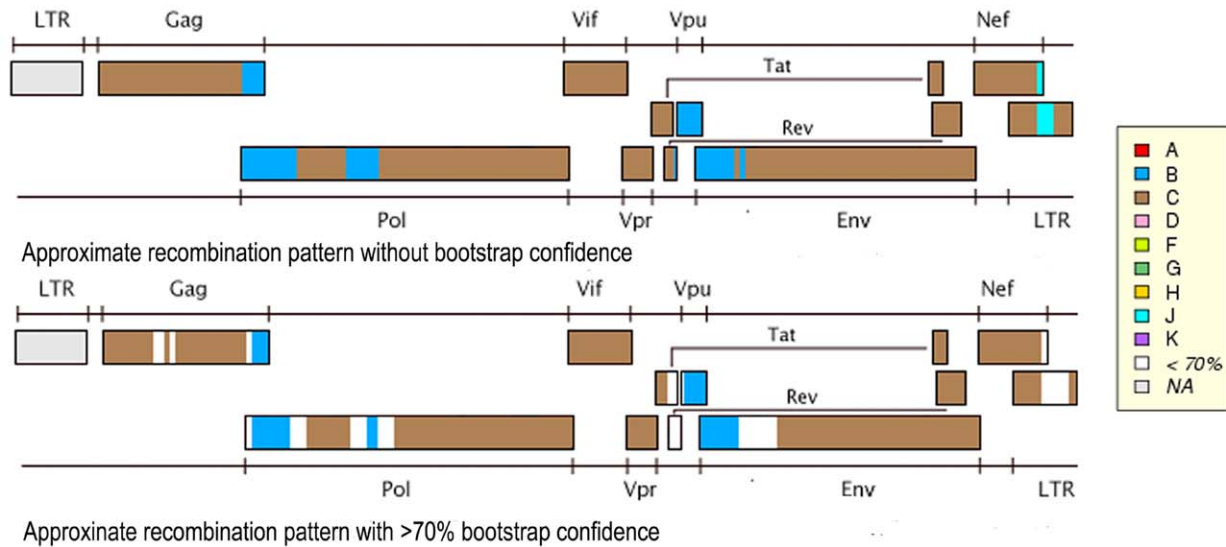 LTR Gag Vif Vpu Nef
Tat
Rev
Pol Vpr Env LTR
Approximate recombination pattern without bootstrap confidence
LTR Gag Vif Vpu Nef
Tat
Rev
Pol Vpr Env LTR
Approxinate recombination pattern with >70% bootstrap confidence
A
B
C
D
F
G
H
J
K
< 70%
NA